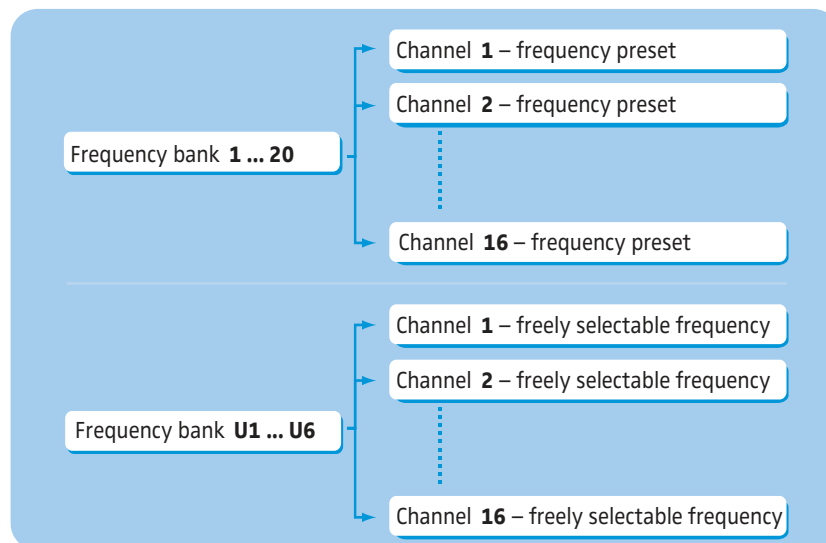 Channel 1 – frequency preset
Channel 2 – frequency preset
Frequency bank 1 ... 20
Channel 16 – frequency preset
Channel 1 – freely selectable frequency
Channel 2 – freely selectable frequency
Frequency bank U1 ... U6
Channel 16 – freely selectable frequency